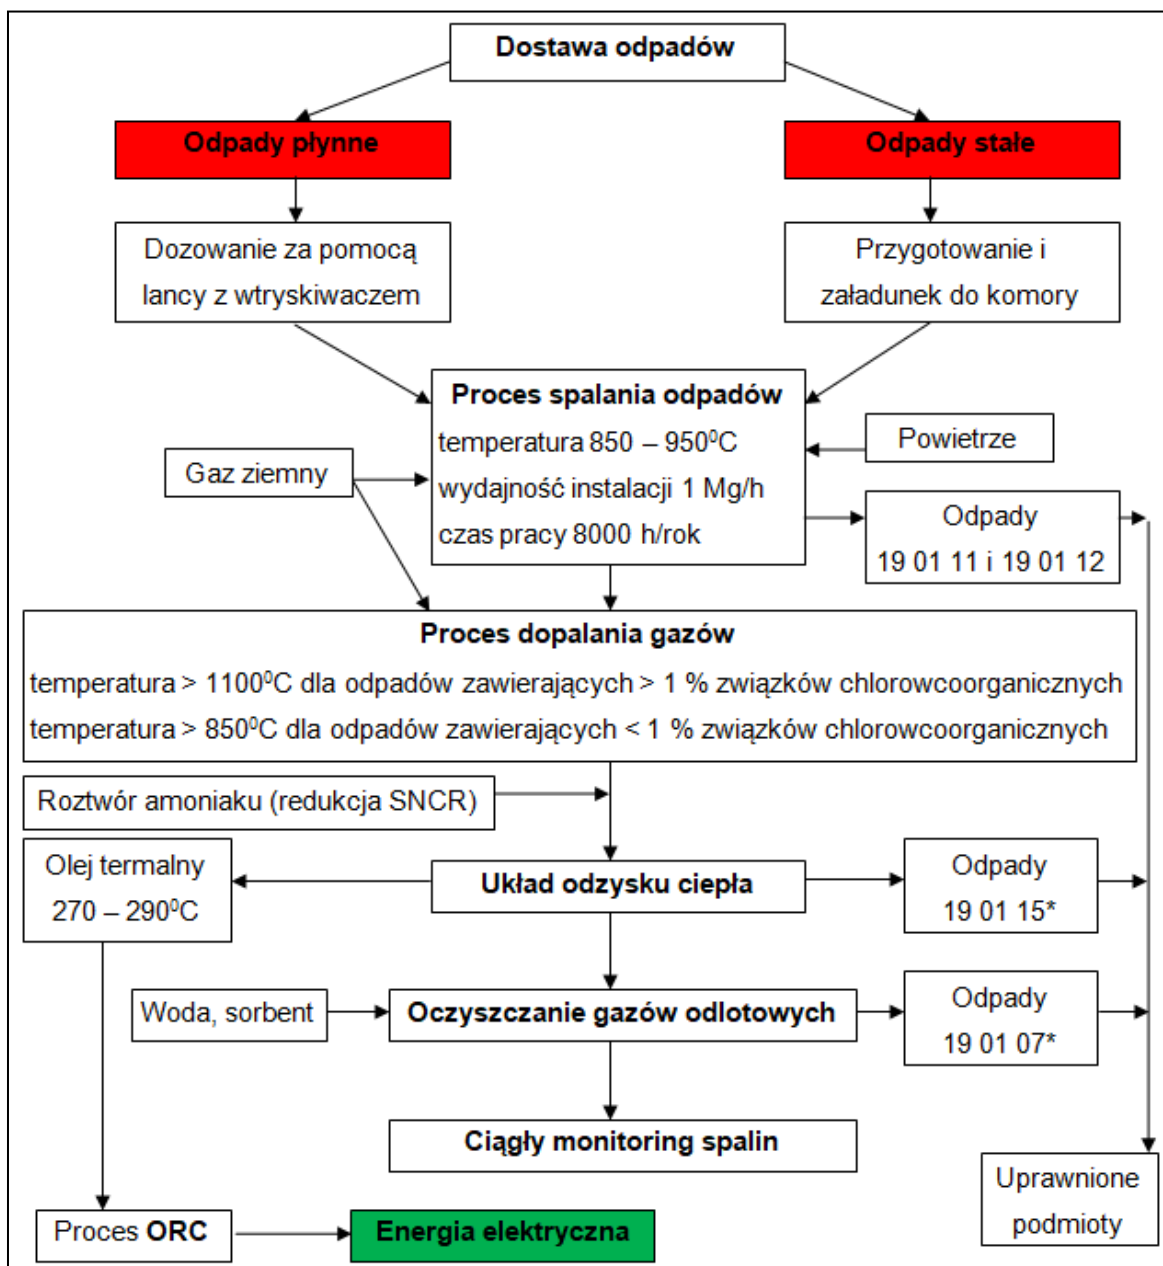 Dostawa odpadów
Odpady płynne
Odpady stałe
Dozowanie za pomocą
lancy z wtryskiwaczem
Przygotowanie i
załadunek do komory
Proces spalania odpadów
temperatura 850 – 950⁰C
wydajność instalacji 1 Mg/h
czas pracy 8000 h/rok
Powietrze
Gaz ziemny
Odpady
19 01 11 i 19 01 12
Proces dopalania gazów
temperatura > 1100⁰C dla odpadów zawierających > 1 % związków chlorowcoorganicznych
temperatura > 850⁰C dla odpadów zawierających < 1 % związków chlorowcoorganicznych
Roztwór amoniaku (redukcja SNCR)
Olej termalny
270 – 290⁰C
Układ odzysku ciepła
Odpady
19 01 15*
Woda, sorbent
Oczyszczanie gazów odlotowych
Odpady
19 01 07*
Ciągły monitoring spalin
Uprawnione
podmioty
Proces ORC
Energia elektryczna